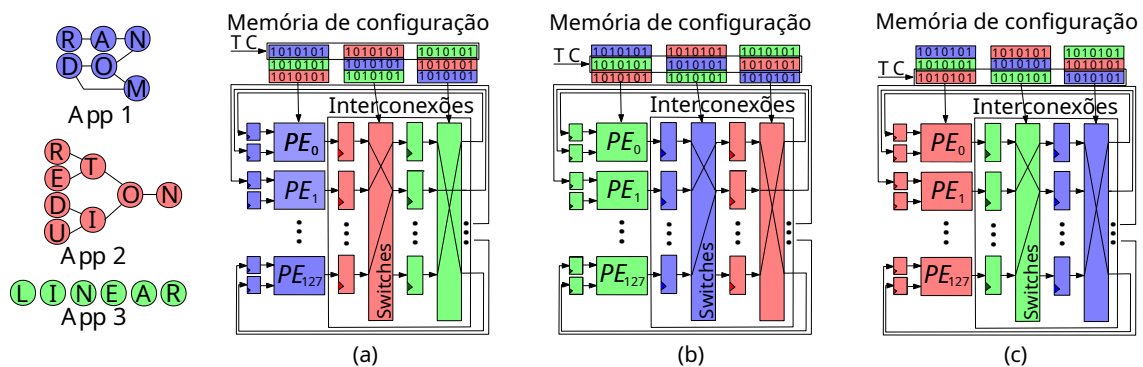 R A N
D O
M
App 1
R
E T
D O N
U I
App 2
L I N E A R
App 3
Memória de configuração
T C
1010101 1010101 1010101
1010101 1010101 1010101
1010101 1010101 1010101
Interconexões
PE0
PE1
PE127
Switches
(a)
Memória de configuração
T C
1010101 1010101 1010101
1010101 1010101 1010101
1010101 1010101 1010101
Interconexões
PE0
PE1
PE127
Switches
(b)
Memória de configuração
T C
1010101 1010101 1010101
1010101 1010101 1010101
1010101 1010101 1010101
Interconexões
PE0
PE1
PE127
Switches
(c)